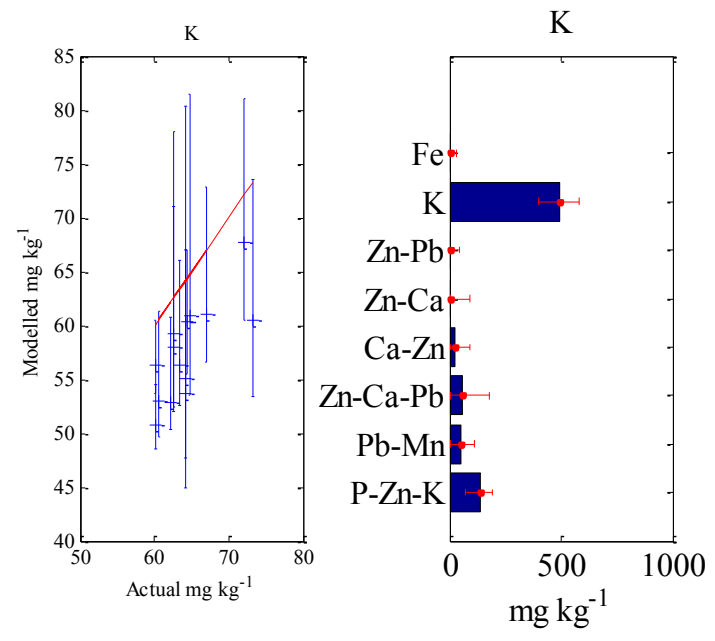 K
85
80
75
70
65
60
55
50
45
40
50 60 70 80
Modelled mg kg⁻¹
Actual mg kg⁻¹
K
Fe
K
Zn-Pb
Zn-Ca
Ca-Zn
Zn-Ca-Pb
Pb-Mn
P-Zn-K
0 500 1000
mg kg⁻¹